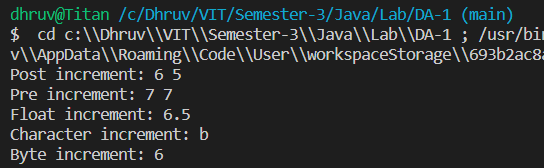 dhruv@Titan /c/Dhruv/VIT/Semester-3/Java/Lab/DA-1 (main)
$ cd c:\\Dhruv\\VIT\\Semester-3\\Java\\Lab\\DA-1 ; /usr/bin
v\\AppData\\Roaming\\Code\\User\\workspaceStorage\\693b2ac8a
Post increment: 6 5
Pre increment: 7 7
Float increment: 6.5
Character increment: b
Byte increment: 6